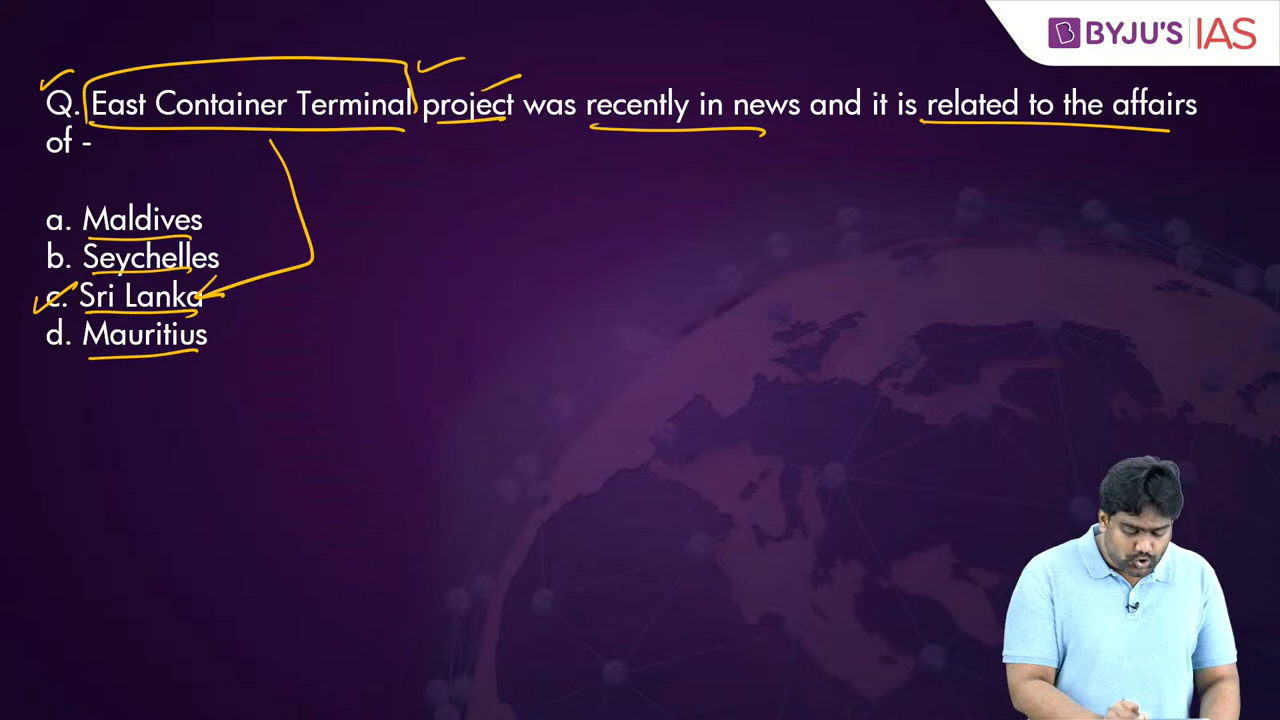 BYJU'S IAS
Q. East Container Terminal project was recently in news and it is related to the affairs
of -
a. Maldives
b. Seychelles
c. Sri Lanka
d. Mauritius